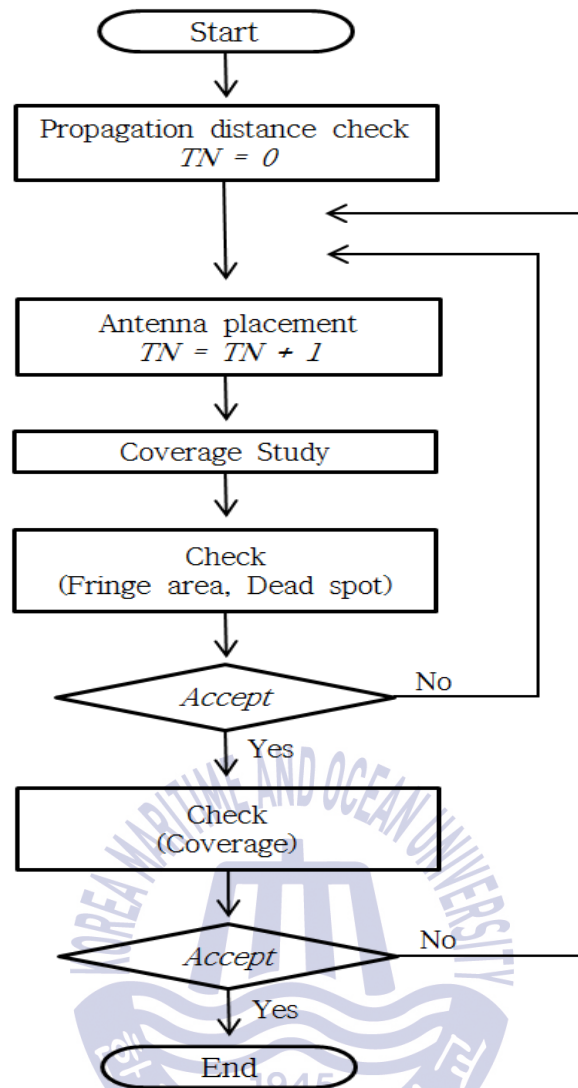 Start
Propagation distance check
TN = 0
Antenna placement
TN = TN + 1
Coverage Study
Check
(Fringe area, Dead spot)
Accept
No
Yes
Check
(Coverage)
Accept
No
Yes
End
KOREA MARITIME AND OCEAN UNIVERSITY
1945